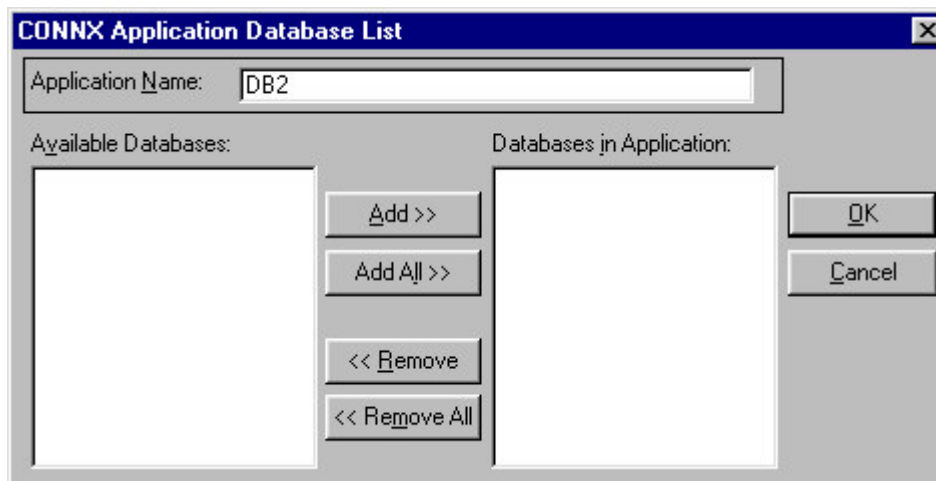 CONNX Application Database List
Application Name: DB2
Available Databases: Databases in Application:
Add >> OK
Add All >> Cancel
<< Remove
<< Remove All